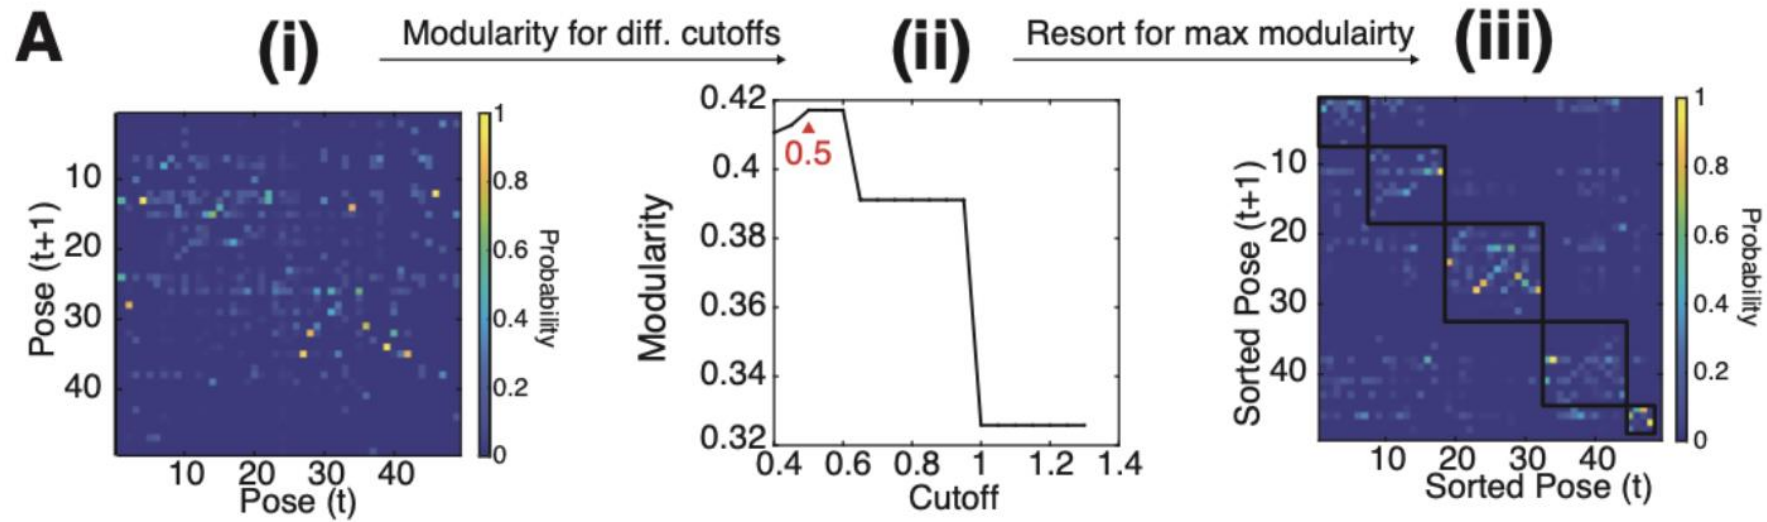 A
(i)
Modularity for diff. cutoffs
(ii)
Resort for max modulairty
(iii)
Pose (t+1)
10
20
30
40
10 20 30 40
Pose (t)
1
0.8
0.6
0.4
0.2
0
Probability
Modularity
0.42
0.4
0.38
0.36
0.34
0.32
0.5
0.4 0.6 0.8 1 1.2 1.4
Cutoff
Sorted Pose (t+1)
10
20
30
40
10 20 30 40
Sorted Pose (t)
1
0.8
0.6
0.4
0.2
0
Probability